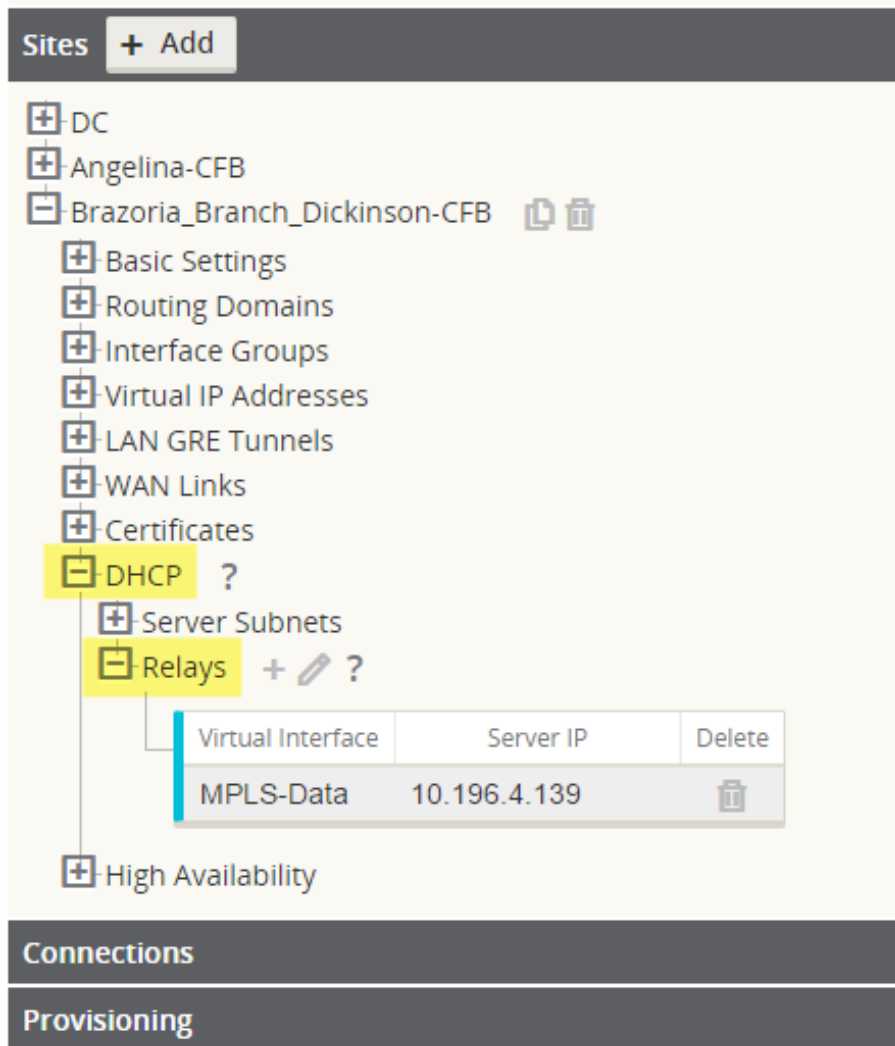 Sites + Add
DC
Angelina-CFB
Brazoria_Branch_Dickinson-CFB
Basic Settings
Routing Domains
Interface Groups
Virtual IP Addresses
LAN GRE Tunnels
WAN Links
Certificates
DHCP ?
Server Subnets
Relays + ?
Virtual Interface Server IP Delete
MPLS-Data 10.196.4.139
High Availability
Connections
Provisioning